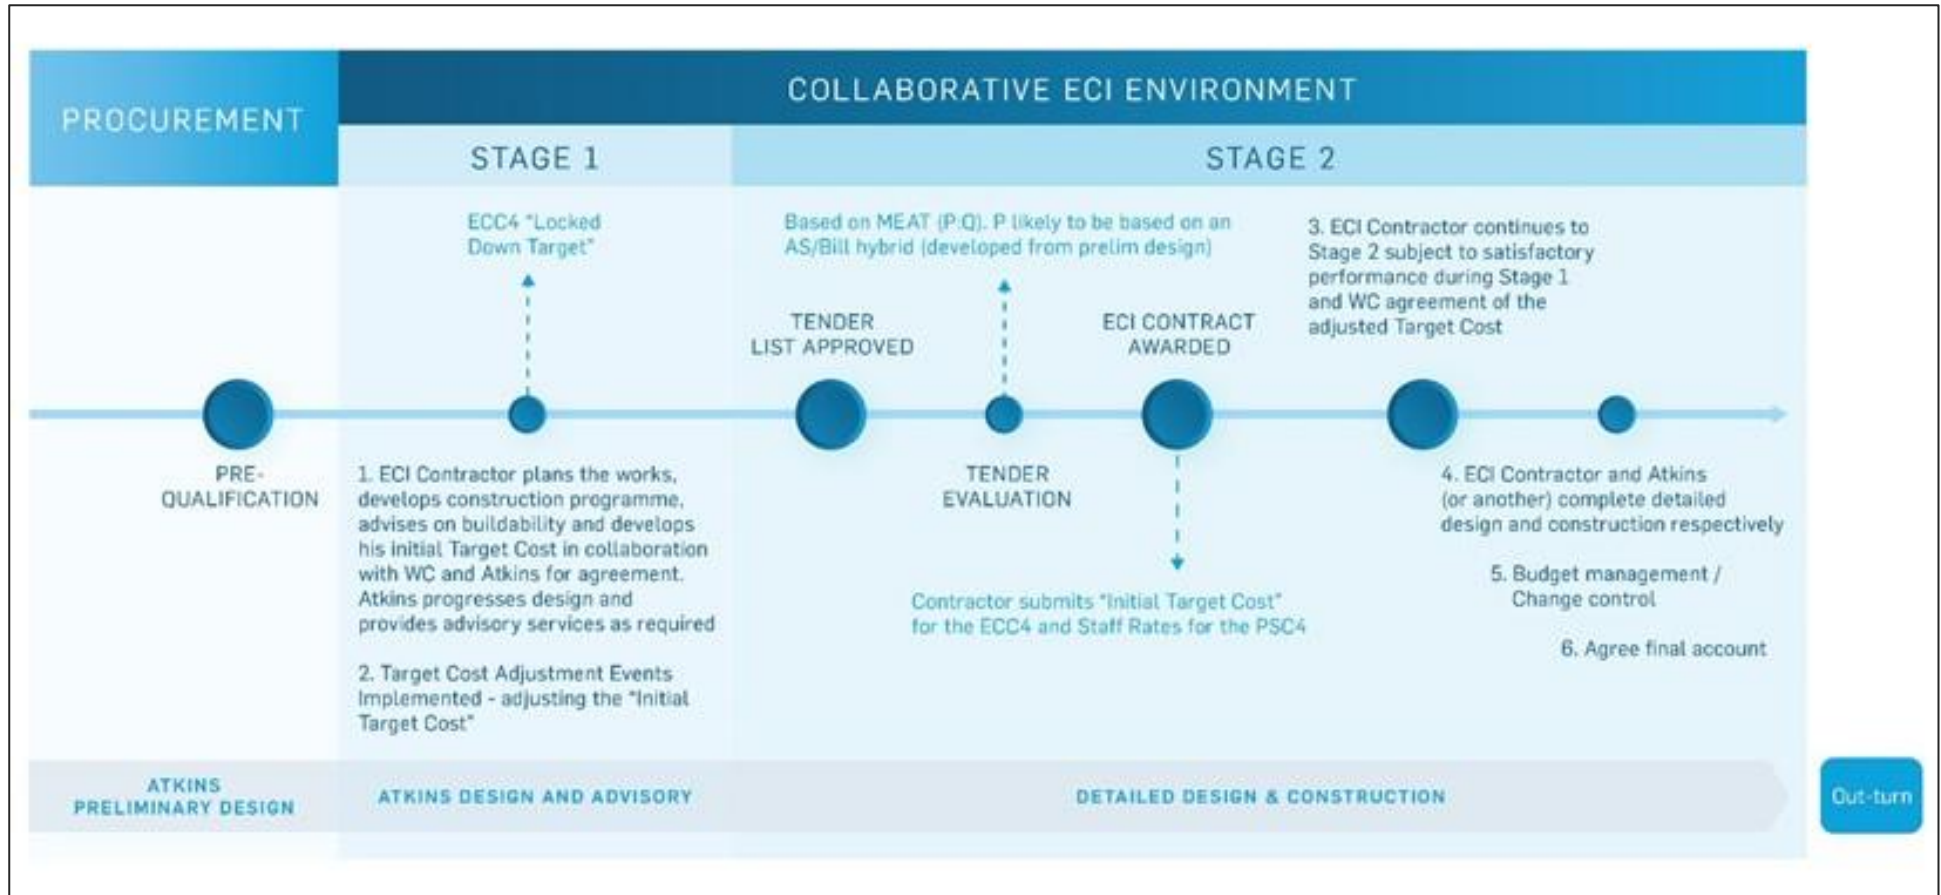 PROCUREMENT
COLLABORATIVE ECI ENVIRONMENT
STAGE 1
STAGE 2
ECC4 "Locked
Down Target"
Based on MEAT (P:Q). P likely to be based on an
AS/Bill hybrid (developed from prelim design)
3. ECI Contractor continues to
Stage 2 subject to satisfactory
performance during Stage 1
and WC agreement of the
adjusted Target Cost
TENDER
LIST APPROVED
ECI CONTRACT
AWARDED
PRE-
QUALIFICATION
1. ECI Contractor plans the works,
develops construction programme,
advises on buildability and develops
his initial Target Cost in collaboration
with WC and Atkins for agreement.
Atkins progresses design and
provides advisory services as required
2. Target Cost Adjustment Events
Implemented - adjusting the "Initial
Target Cost"
TENDER
EVALUATION
Contractor submits "Initial Target Cost"
for the ECC4 and Staff Rates for the PSC4
4. ECI Contractor and Atkins
(or another) complete detailed
design and construction respectively
5. Budget management /
Change control
6. Agree final account
ATKINS
PRELIMINARY DESIGN
ATKINS DESIGN AND ADVISORY
DETAILED DESIGN & CONSTRUCTION
Out-turn